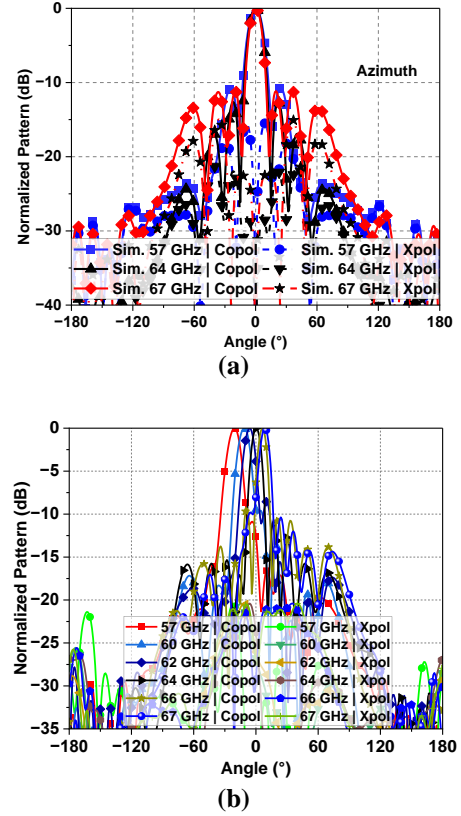 0
-10
-20
-30
-40
Normalized Pattern (dB)
Azimuth
Sim. 57 GHz | Copol
Sim. 57 GHz | Xpol
Sim. 64 GHz | Copol
Sim. 64 GHz | Xpol
Sim. 67 GHz | Copol
Sim. 67 GHz | Xpol
-180 -120 -60 0 60 120 180
Angle (°)
(a)
0
-5
-10
-15
-20
-25
-30
-35
Normalized Pattern (dB)
57 GHz | Copol
57 GHz | Xpol
60 GHz | Copol
60 GHz | Xpol
62 GHz | Copol
62 GHz | Xpol
64 GHz | Copol
64 GHz | Xpol
66 GHz | Copol
66 GHz | Xpol
67 GHz | Copol
67 GHz | Xpol
-180 -120 -60 0 60 120 180
Angle (°)
(b)